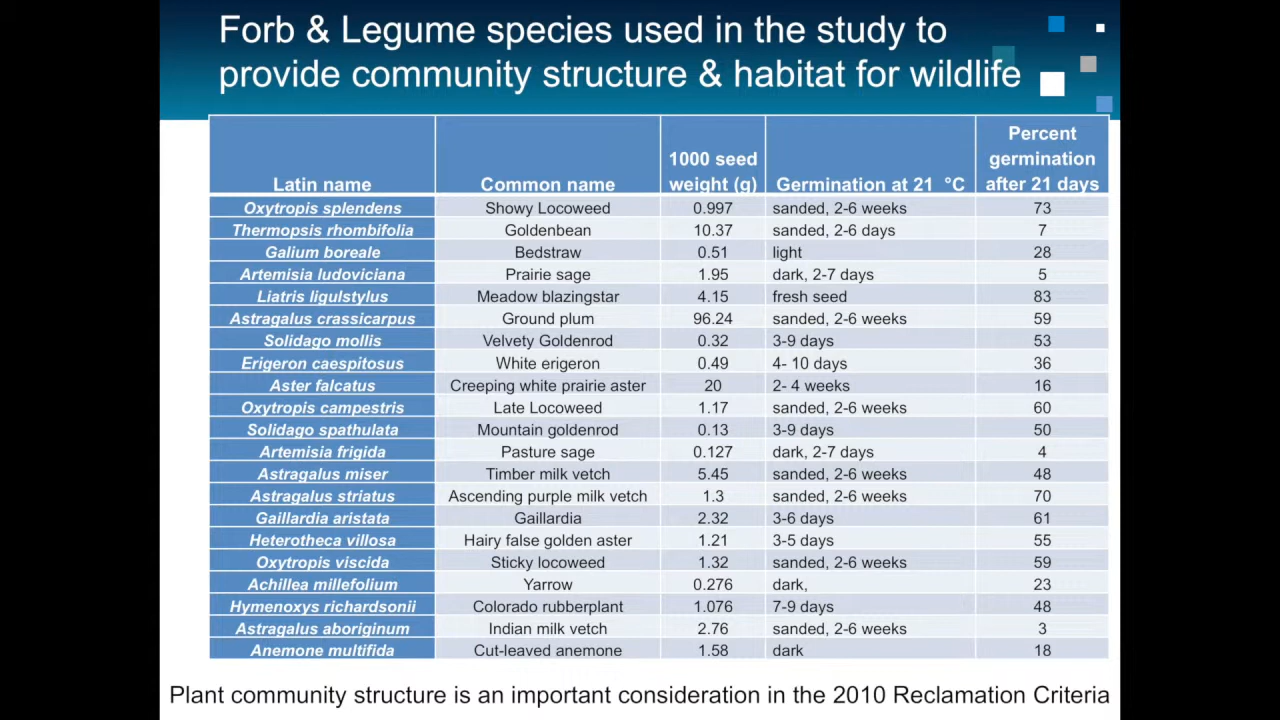 Forb & Legume species used in the study to
provide community structure & habitat for wildlife
Latin name Common name 1000 seed weight (g) Germination at 21 °C Percent germination after 21 days
Oxytropis splendens Showy Locoweed 0.997 sanded, 2-6 weeks 73
Thermopsis rhombifolia Goldenbean 10.37 sanded, 2-6 days 7
Galium boreale Bedstraw 0.51 light 28
Artemisia ludoviciana Prairie sage 1.95 dark, 2-7 days 5
Liatris ligulstylus Meadow blazingstar 4.15 fresh seed 83
Astragalus crassicarpus Ground plum 96.24 sanded, 2-6 weeks 59
Solidago mollis Velvety Goldenrod 0.32 3-9 days 53
Erigeron caespitosus White erigeron 0.49 4- 10 days 36
Aster falcatus Creeping white prairie aster 20 2- 4 weeks 16
Oxytropis campestris Late Locoweed 1.17 sanded, 2-6 weeks 60
Solidago spathulata Mountain goldenrod 0.13 3-9 days 50
Artemisia frigida Pasture sage 0.127 dark, 2-7 days 4
Astragalus miser Timber milk vetch 5.45 sanded, 2-6 weeks 48
Astragalus striatus Ascending purple milk vetch 1.3 sanded, 2-6 weeks 70
Gaillardia aristata Gaillardia 2.32 3-6 days 61
Heterotheca villosa Hairy false golden aster 1.21 3-5 days 55
Oxytropis viscida Sticky locoweed 1.32 sanded, 2-6 weeks 59
Achillea millefolium Yarrow 0.276 dark, 23
Hymenoxys richardsonii Colorado rubberplant 1.076 7-9 days 48
Astragalus aboriginum Indian milk vetch 2.76 sanded, 2-6 weeks 3
Anemone multifida Cut-leaved anemone 1.58 dark 18
Plant community structure is an important consideration in the 2010 Reclamation Criteria